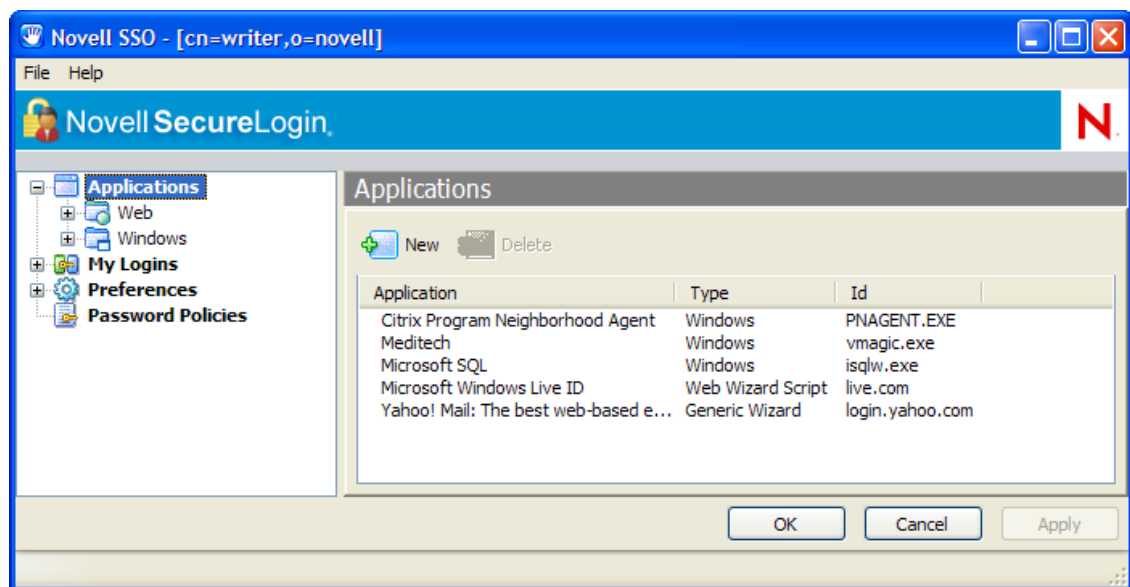 Novell SSO - [cn=writer,o=novell]
File Help
Novell SecureLogin®
N
Applications
Web
Windows
My Logins
Preferences
Password Policies
Applications
New Delete
Application Type Id
Citrix Program Neighborhood Agent Windows PNAGENT.EXE
Meditech Windows vmagic.exe
Microsoft SQL Windows isqlw.exe
Microsoft Windows Live ID Web Wizard Script live.com
Yahoo! Mail: The best web-based e... Generic Wizard login.yahoo.com
OK Cancel Apply